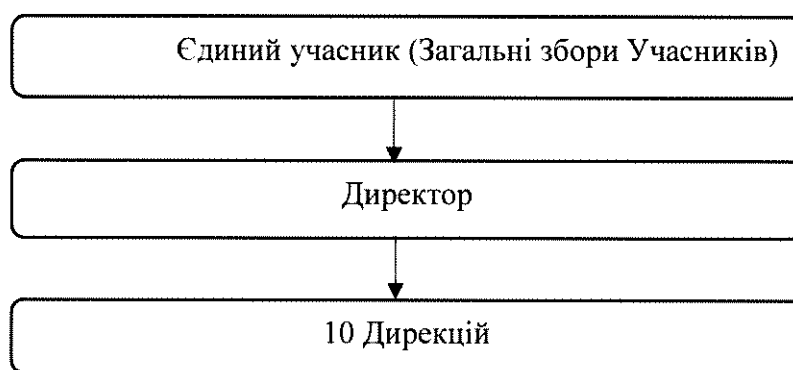 Єдиний учасник (Загальні збори Учасників)
Директор
10 Дирекцій